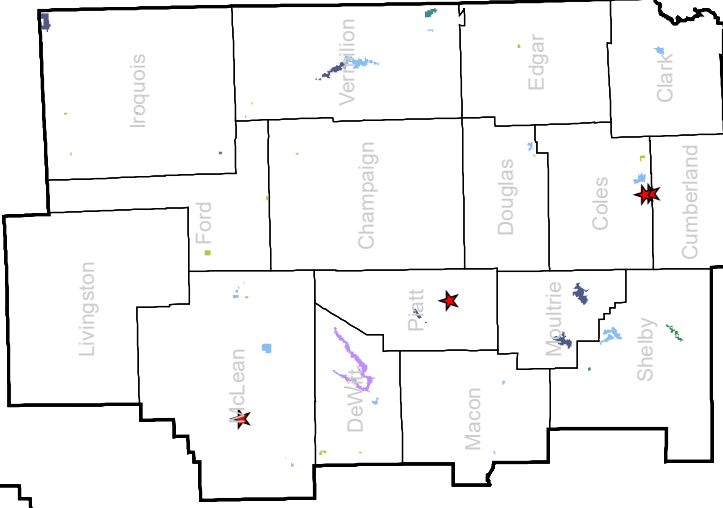 Iroquois
Vermilion
Edgar
Clark
Ford
Champaign
Douglas
Coles
Cumberland
Livingston
McLean
DeWitt
Piatt
Macon
Moultrie
Shelby